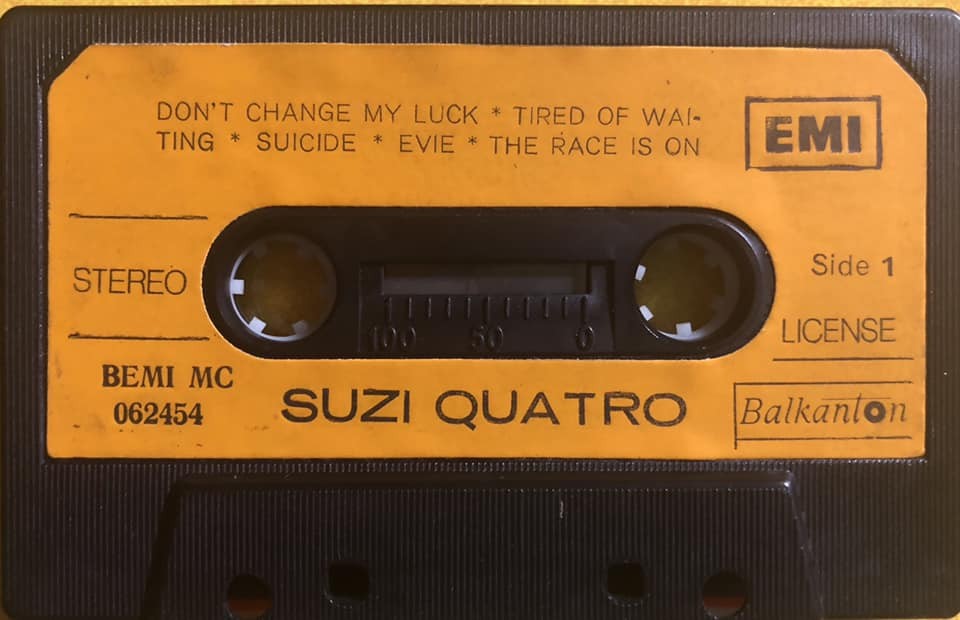 DON'T CHANGE MY LUCK * TIRED OF WAI-
TING * SUICIDE * EVIE * THE RACE IS ON
EMI
STEREO
100 50 0
Side 1
LICENSE
BEMI MC
062454
SUZI QUATRO
Balkanton